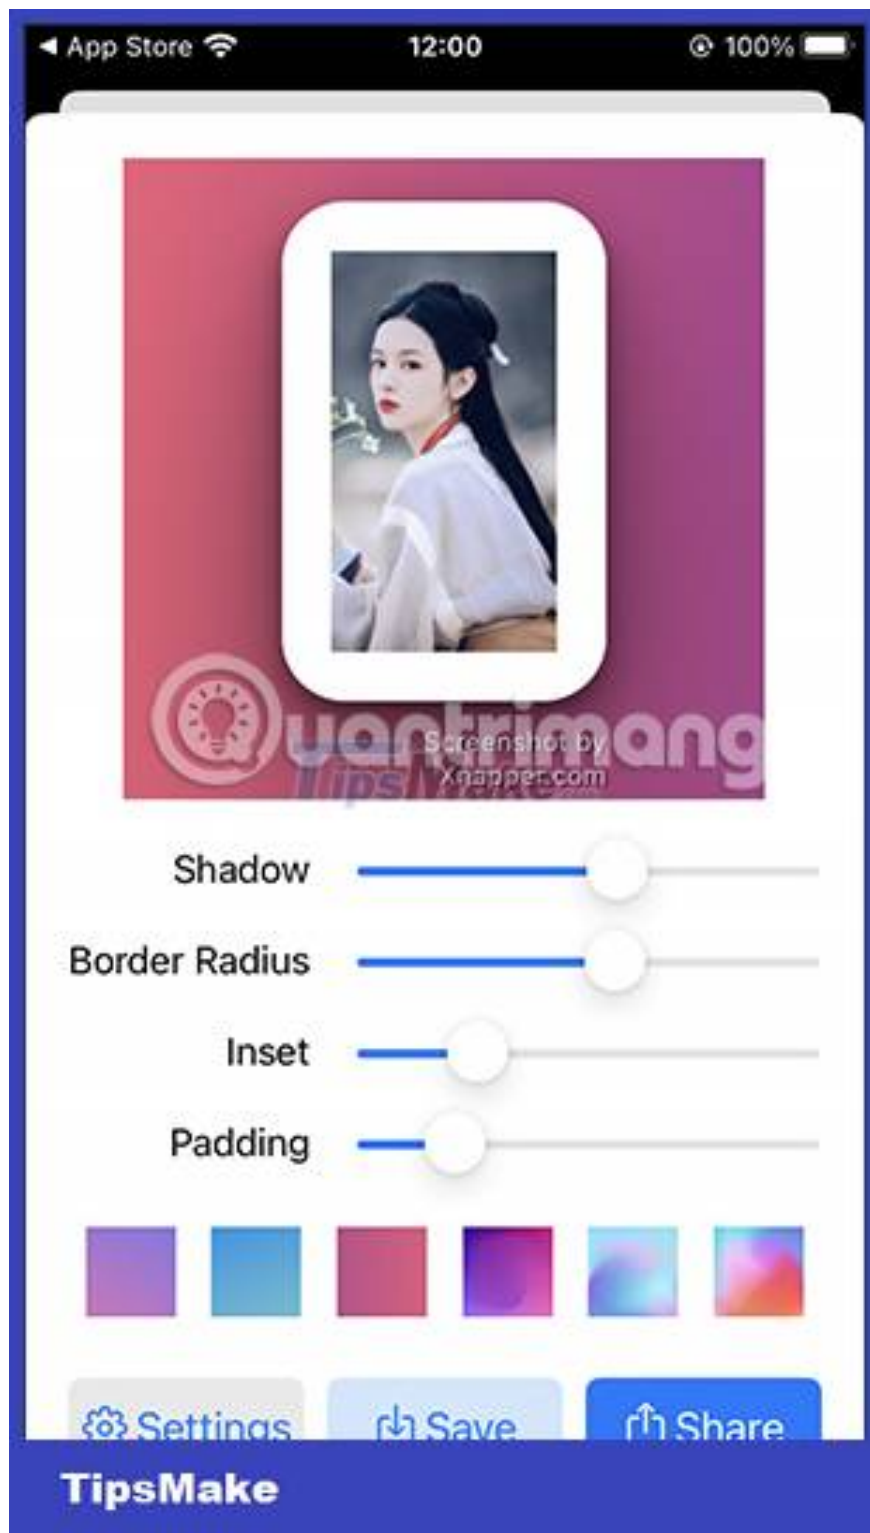 ◀ App Store
12:00
100%
Quantrimang
Screenshot by
Xnapper.com
TipsMake
Shadow
Border Radius
Inset
Padding
Settings
Save
Share
TipsMake